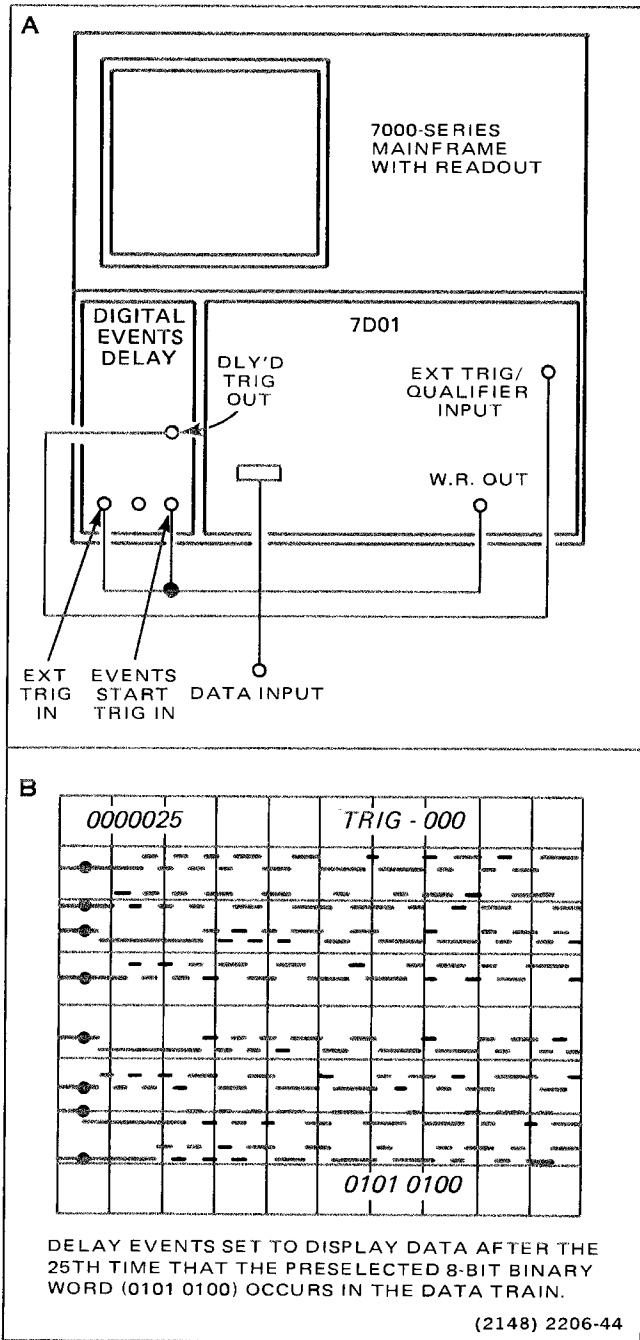 A
7000-SERIES
MAINFRAME
WITH READOUT
DIGITAL
EVENTS
DELAY
7D01
DLY'D
TRIG
OUT
EXT TRIG/
QUALIFIER
INPUT
W.R. OUT
EXT
TRIG
IN
EVENTS
START
TRIG IN
DATA INPUT
B
0000025
TRIG - 000
0101 0100
DELAY EVENTS SET TO DISPLAY DATA AFTER THE
25TH TIME THAT THE PRESELECTED 8-BIT BINARY
WORD (0101 0100) OCCURS IN THE DATA TRAIN.
(2148) 2206-44